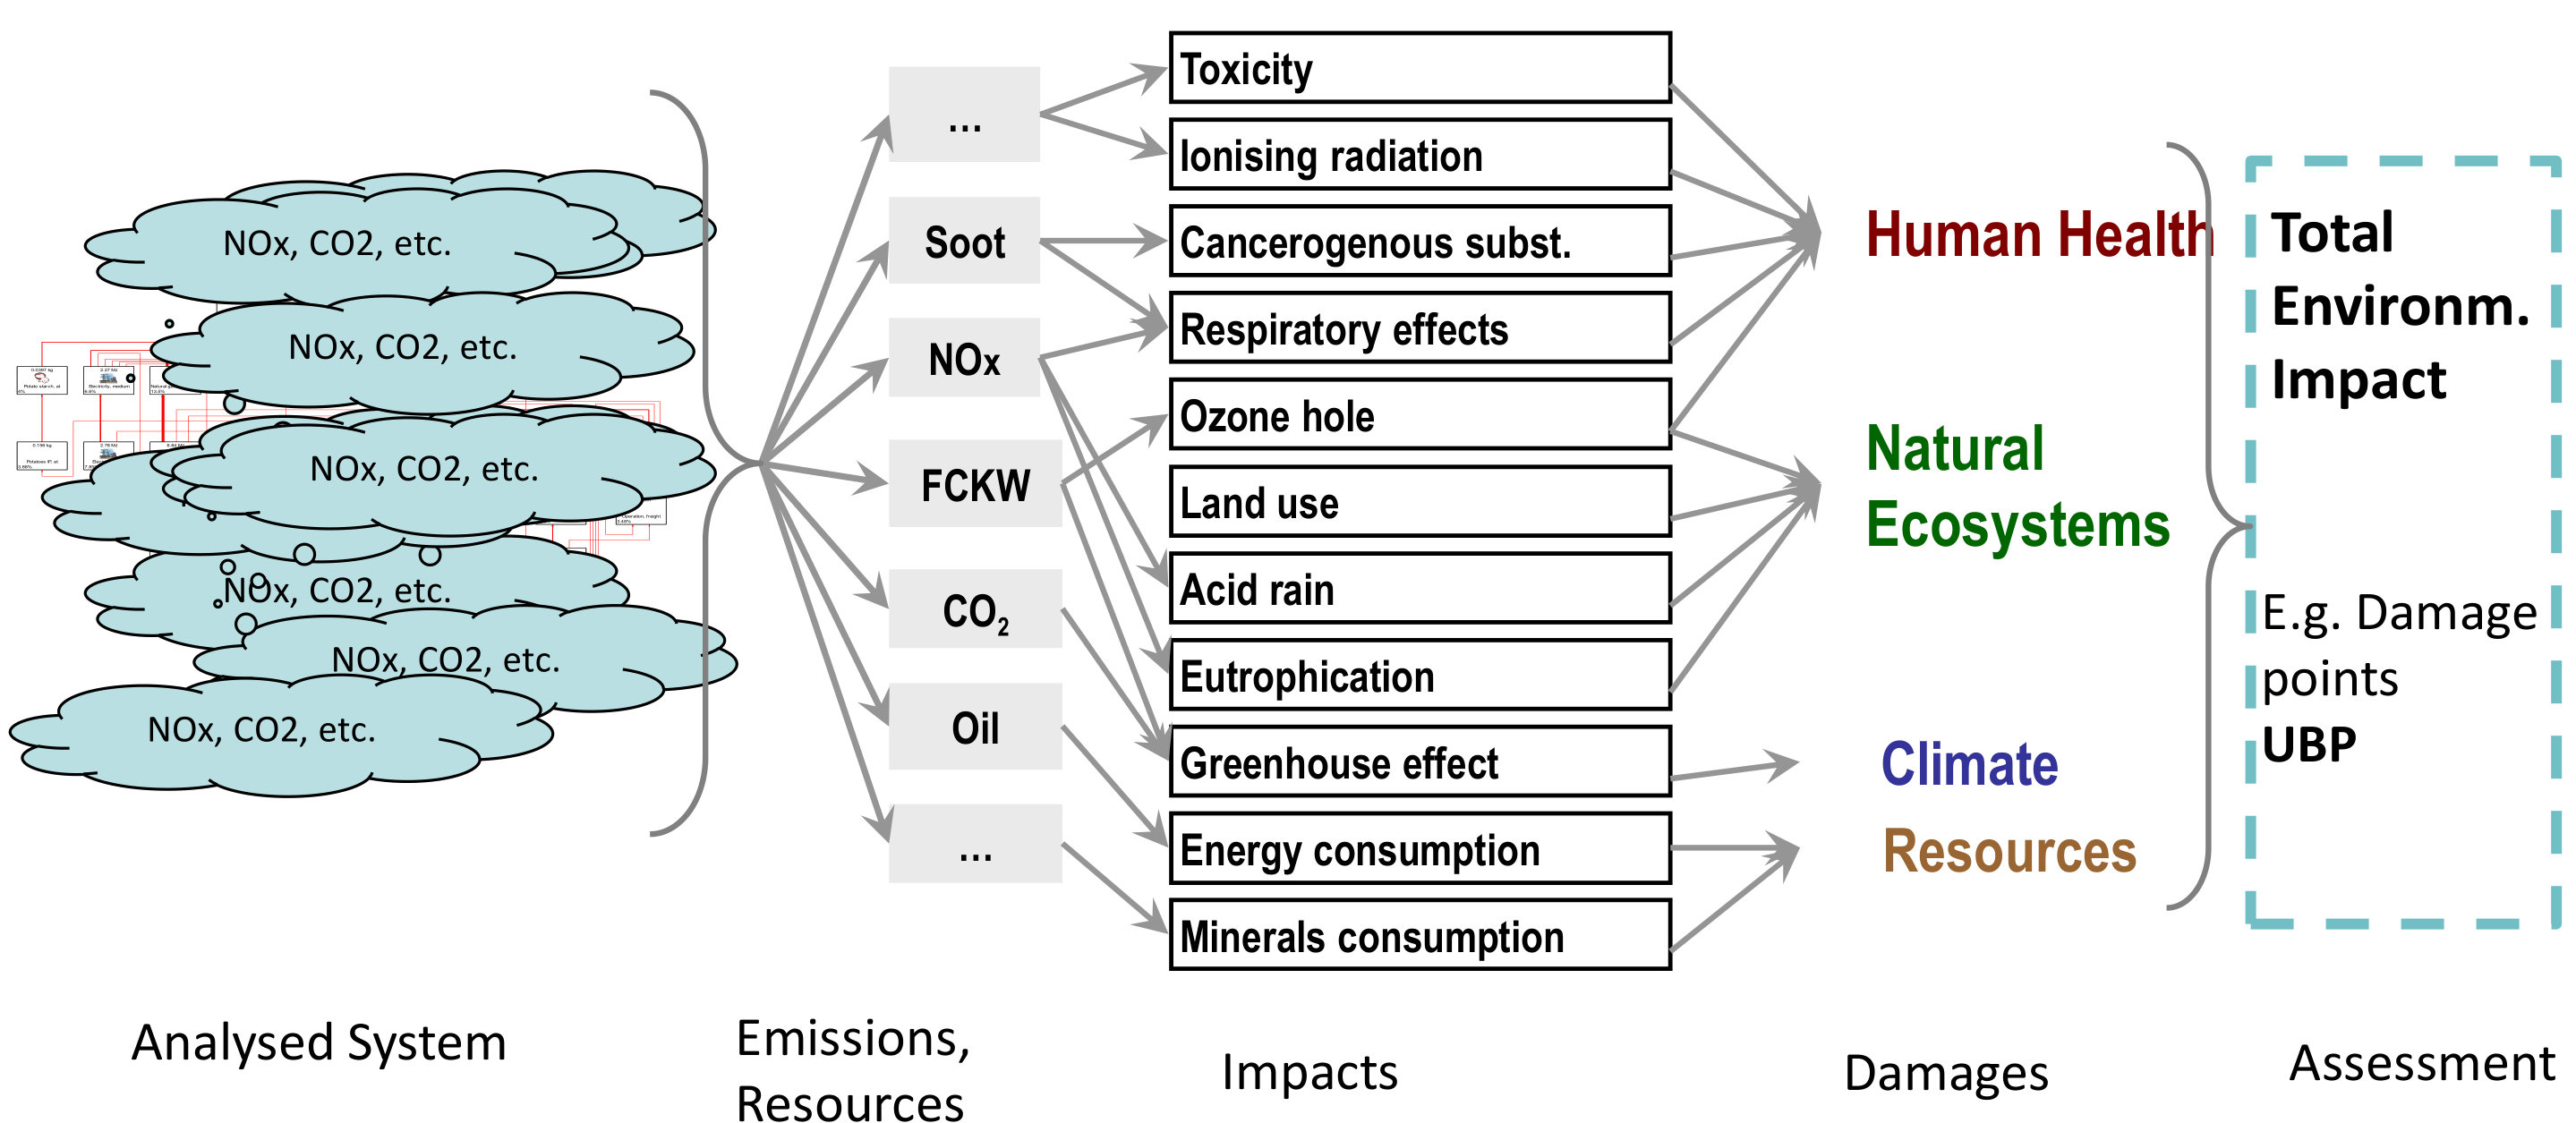 NOx, CO2, etc.
NOx, CO2, etc.
NOx, CO2, etc.
NOx, CO2, etc.
NOx, CO2, etc.
NOx, CO2, etc.
Analysed System
...
Soot
NOx
FCKW
CO₂
Oil
...
Emissions,
Resources
Toxicity
Ionising radiation
Cancerogenous subst.
Respiratory effects
Ozone hole
Land use
Acid rain
Eutrophication
Greenhouse effect
Energy consumption
Minerals consumption
Impacts
Human Health
Natural
Ecosystems
Climate
Resources
Damages
Total
Environm.
Impact
E.g. Damage
points
UBP
Assessment